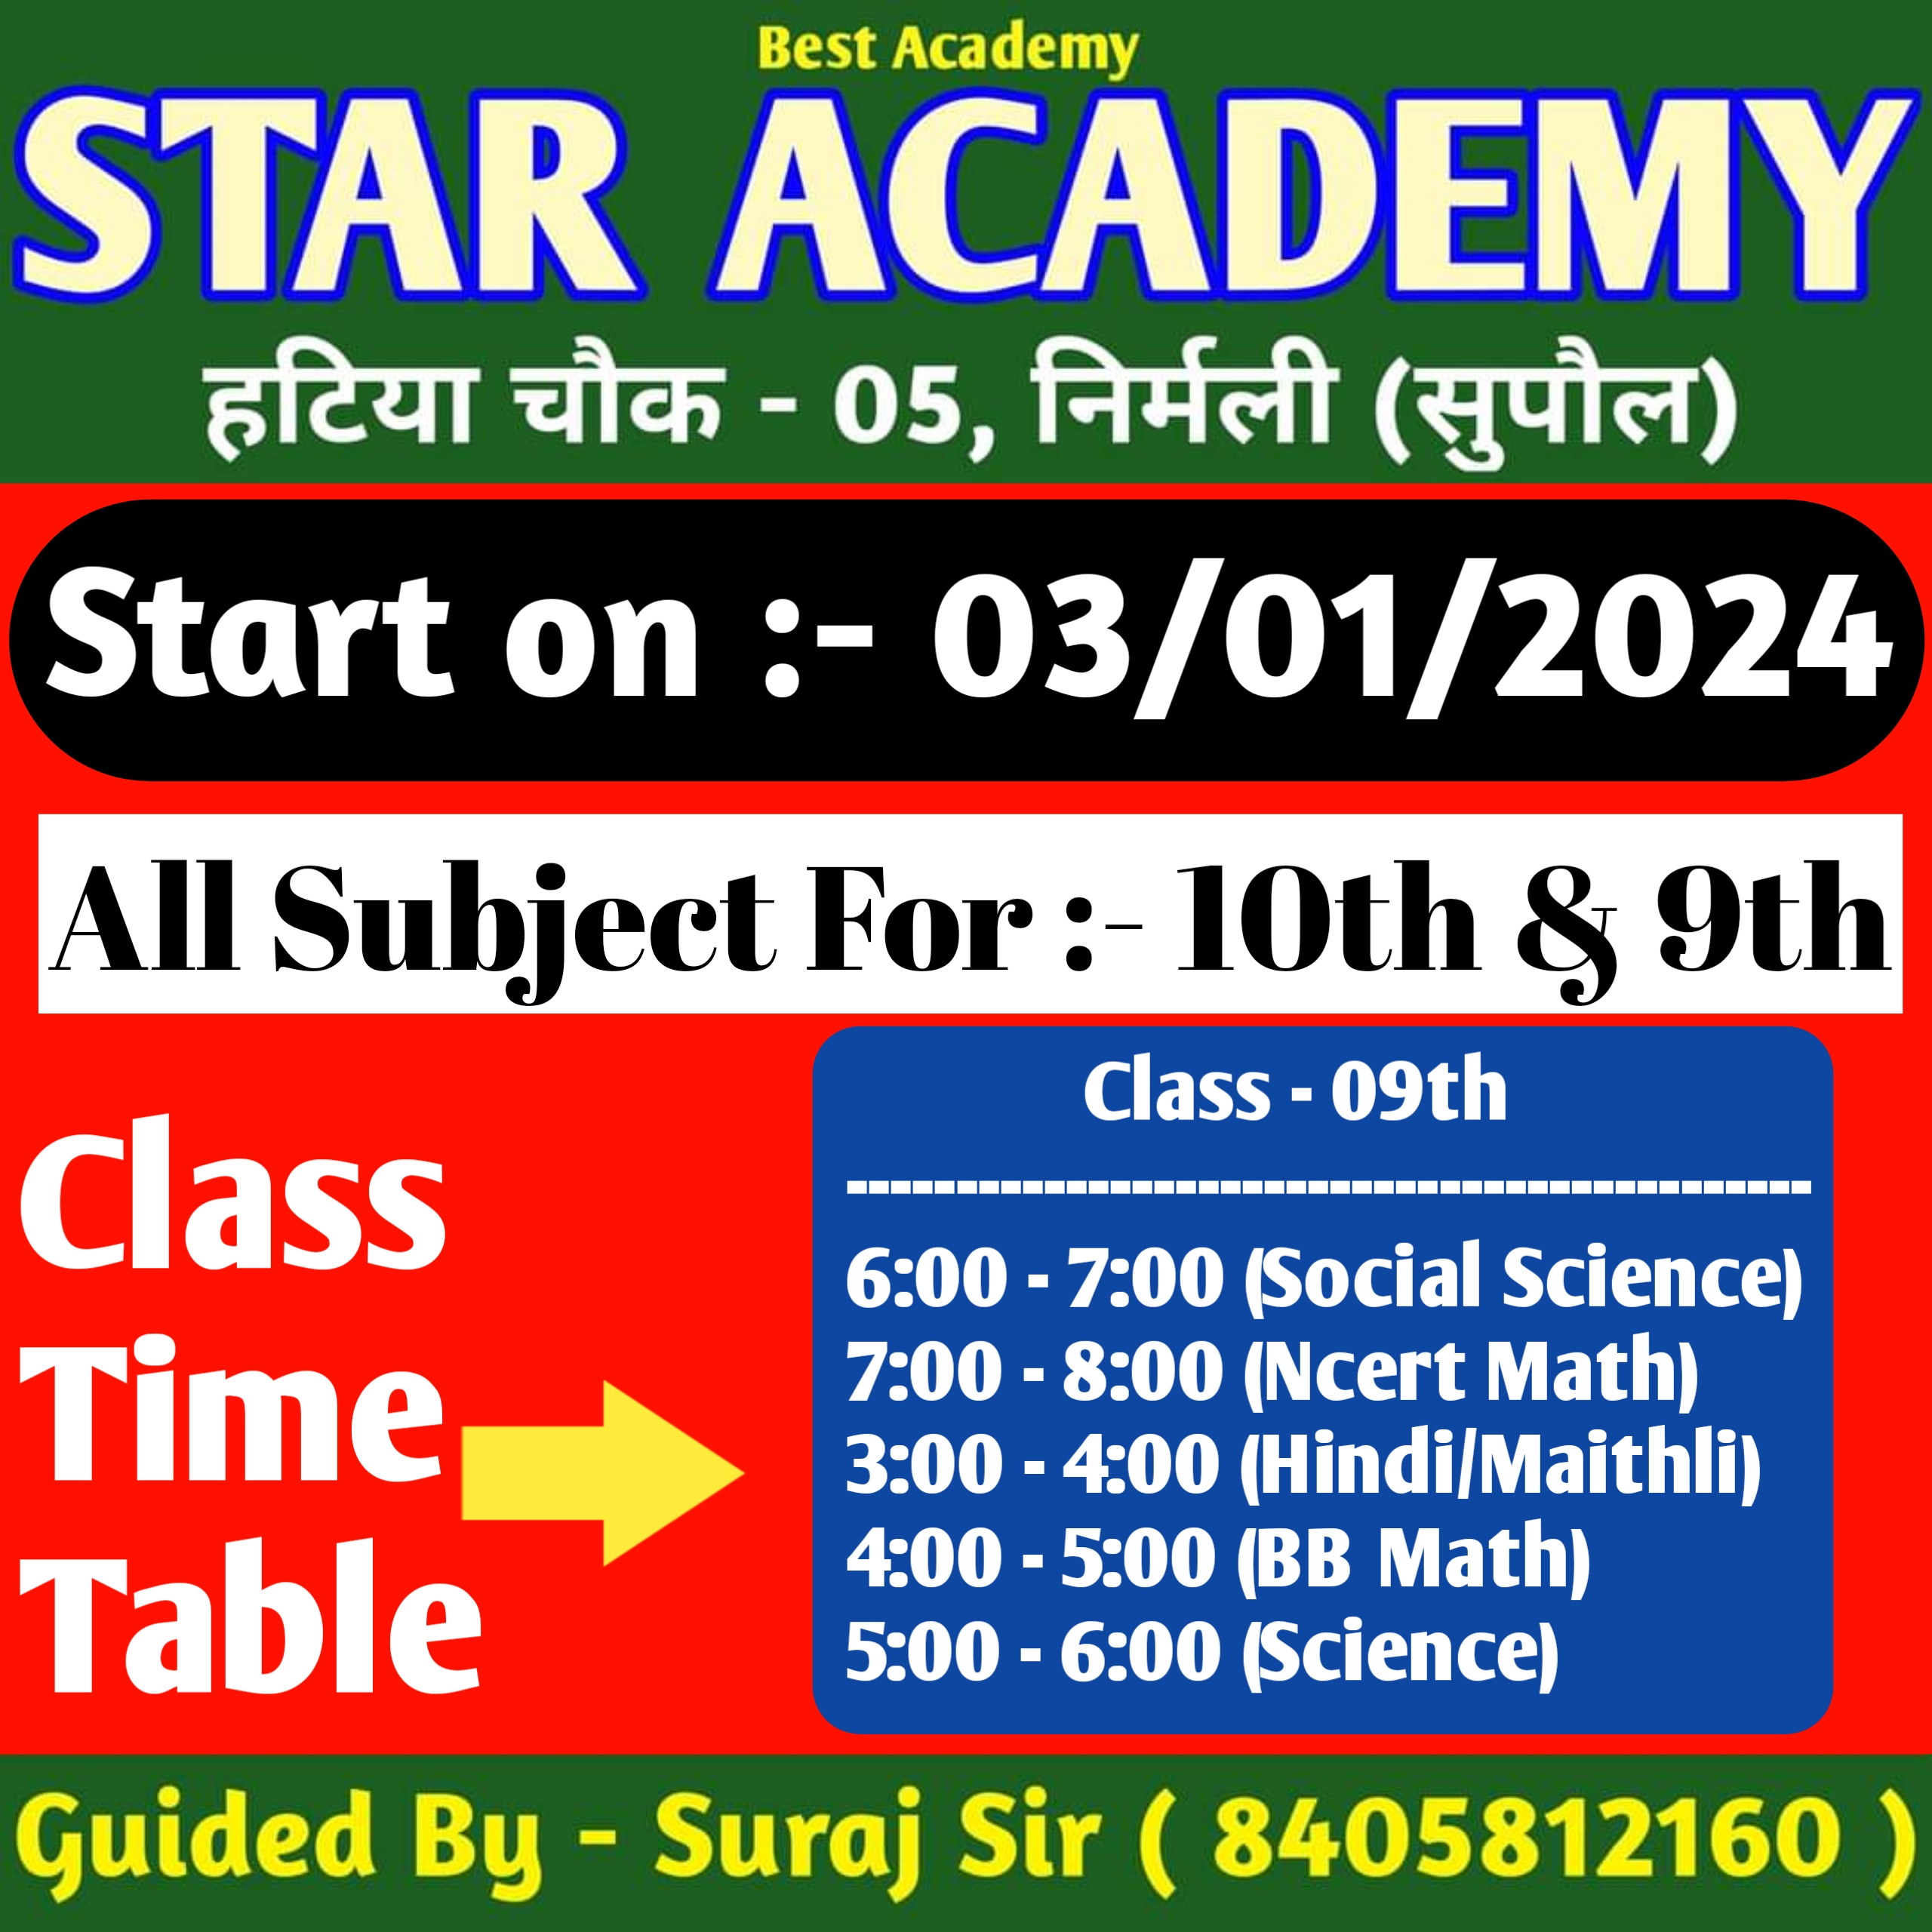 Best Academy
STAR ACADEMY
हटिया चौक - 05, निर्मली (सुपौल)
Start on :- 03/01/2024
All Subject For :- 10th & 9th
Class
Time
Table
Class - 09th
--------------------------------------------
6:00 - 7:00 (Social Science)
7:00 - 8:00 (Ncert Math)
3:00 - 4:00 (Hindi/Maithli)
4:00 - 5:00 (BB Math)
5:00 - 6:00 (Science)
Guided By - Suraj Sir ( 8405812160 )